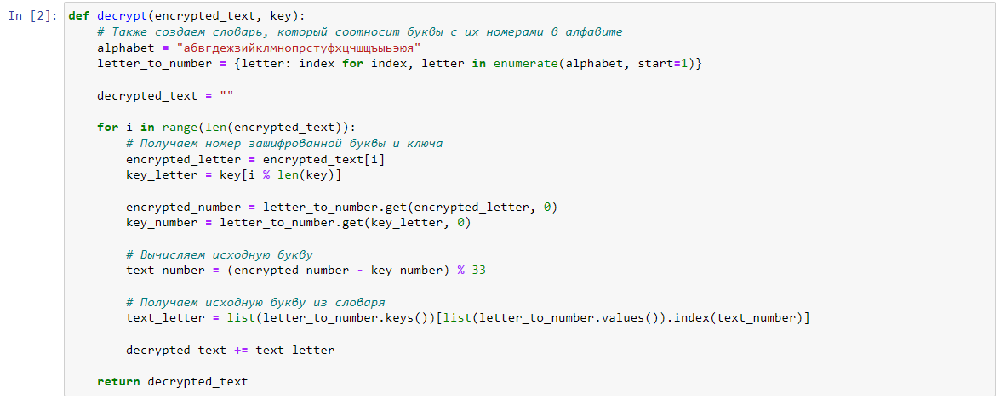 In [2]:
def decrypt(encrypted_text, key):
    # Также создаем словарь, который соотносит буквы с их номерами в алфавите
    alphabet = "абвгдежзийклмнопрстуфхцчшщъыьэюя"
    letter_to_number = {letter: index for index, letter in enumerate(alphabet, start=1)}

    decrypted_text = ""

    for i in range(len(encrypted_text)):
        # Получаем номер зашифрованной буквы и ключа
        encrypted_letter = encrypted_text[i]
        key_letter = key[i % len(key)]

        encrypted_number = letter_to_number.get(encrypted_letter, 0)
        key_number = letter_to_number.get(key_letter, 0)

        # Вычисляем исходную букву
        text_number = (encrypted_number - key_number) % 33

        # Получаем исходную букву из словаря
        text_letter = list(letter_to_number.keys())[list(letter_to_number.values()).index(text_number)]

        decrypted_text += text_letter

    return decrypted_text